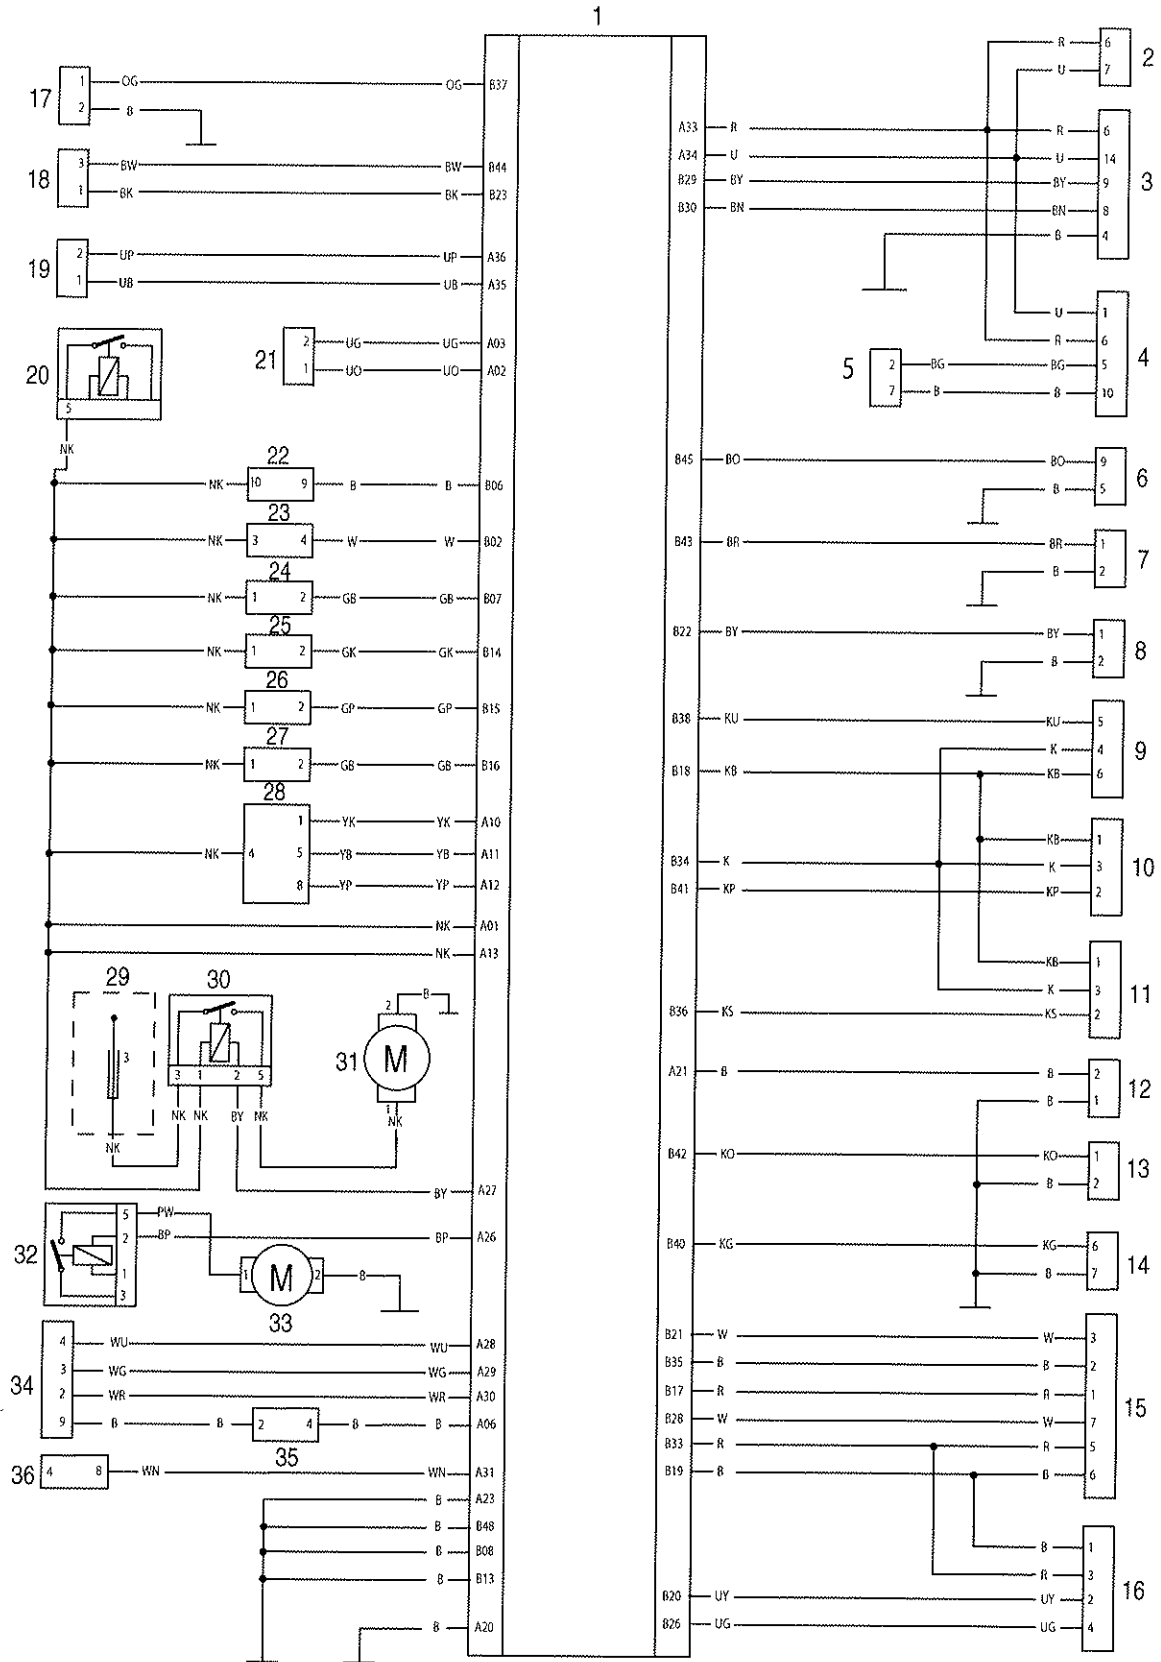 1
17 1 OG OG B37
2 B
18 3 BW BW B44
1 BK BK B23
19 2 UP UP A36
1 UB UB A35
20 5 NK
21 2 UG UG A03
1 UO UO A02
22
NK 10 9 B B B06
23
NK 3 4 W W B02
24
NK 1 2 GB GB B07
25
NK 1 2 GK GK B14
26
NK 1 2 GP GP B15
27
NK 1 2 GB GB B16
28
1 YK YK A10
NK 4 5 YB YB A11
8 YP YP A12
NK A01
NK A13
29 3 NK
30 3 1 2 5
NK NK BY NK
31 2 B M 1 NK
BY A27
32 5 PW
2 BP BP A26
1
3
1 M 2 B
33
34 4 WU WU A28
3 WG WG A29
2 WR WR A30
9 B B 2 4 B B A06
35
36 4 8 WN WN A31
B A23
B B48
B B08
B B13
B A20
R 6 2
U 7
A33 R R 6
A34 U U 14
B29 BY BY 9 3
B30 BN BN 8
B 4
U 1
R 6 4
5 2 BG BG 5
7 B B 10
B45 BO BO 9 6
B 5
B43 BR BR 1 7
B 2
B22 BY BY 1 8
B 2
B38 KU KU 5
K 4 9
B18 KB KB 6
KB 1
B34 K K 3 10
B41 KP KP 2
KB 1
K 3 11
B36 KS KS 2
A21 B B 2 12
B 1
B42 KO KO 1 13
B 2
B40 KG KG 6 14
B 7
B21 W W 3
B35 B B 2
B17 R R 1 15
B28 W W 7
B33 R R 5
B19 B B 6
B 1
R 3 16
B20 UY UY 2
B26 UG UG 4